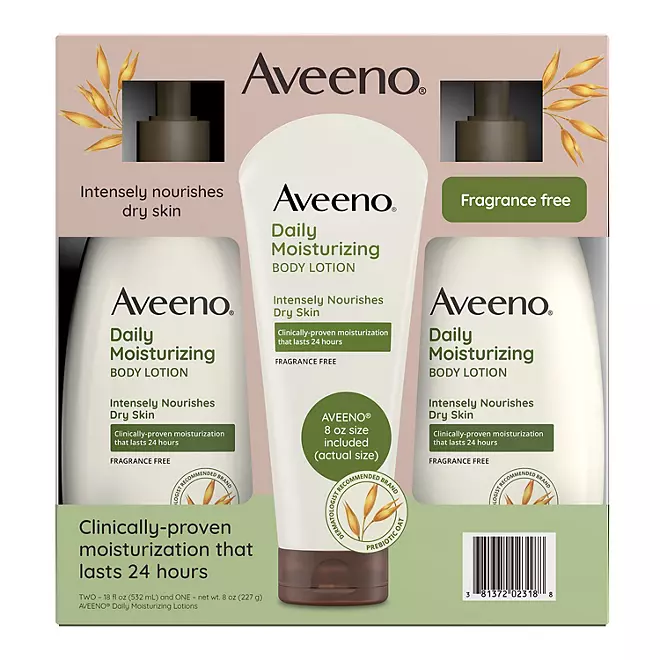 Aveeno®
Intensely nourishes
dry skin
Fragrance free
Aveeno®
Daily
Moisturizing
BODY LOTION
Intensely Nourishes
Dry Skin
Clinically-proven moisturization
that lasts 24 hours
FRAGRANCE FREE
Aveeno®
Daily
Moisturizing
BODY LOTION
Intensely Nourishes
Dry Skin
Clinically-proven moisturization
that lasts 24 hours
FRAGRANCE FREE
AVEENO®
8 oz size
included
(actual size)
DERMATOLOGIST RECOMMENDED BRAND
PREBIOTIC OAT
Aveeno®
Daily
Moisturizing
BODY LOTION
Intensely Nourishes
Dry Skin
Clinically-proven moisturization
that lasts 24 hours
FRAGRANCE FREE
RECOMMENDED BRAND
Clinically-proven
moisturization that
lasts 24 hours
TWO – 18 fl oz (532 mL) and ONE – net wt. 8 oz (227 g)
AVEENO® Daily Moisturizing Lotions
3 81372 02318 8